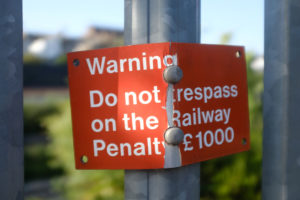 Warning
Do not trespass
on the Railway
Penalty £1000